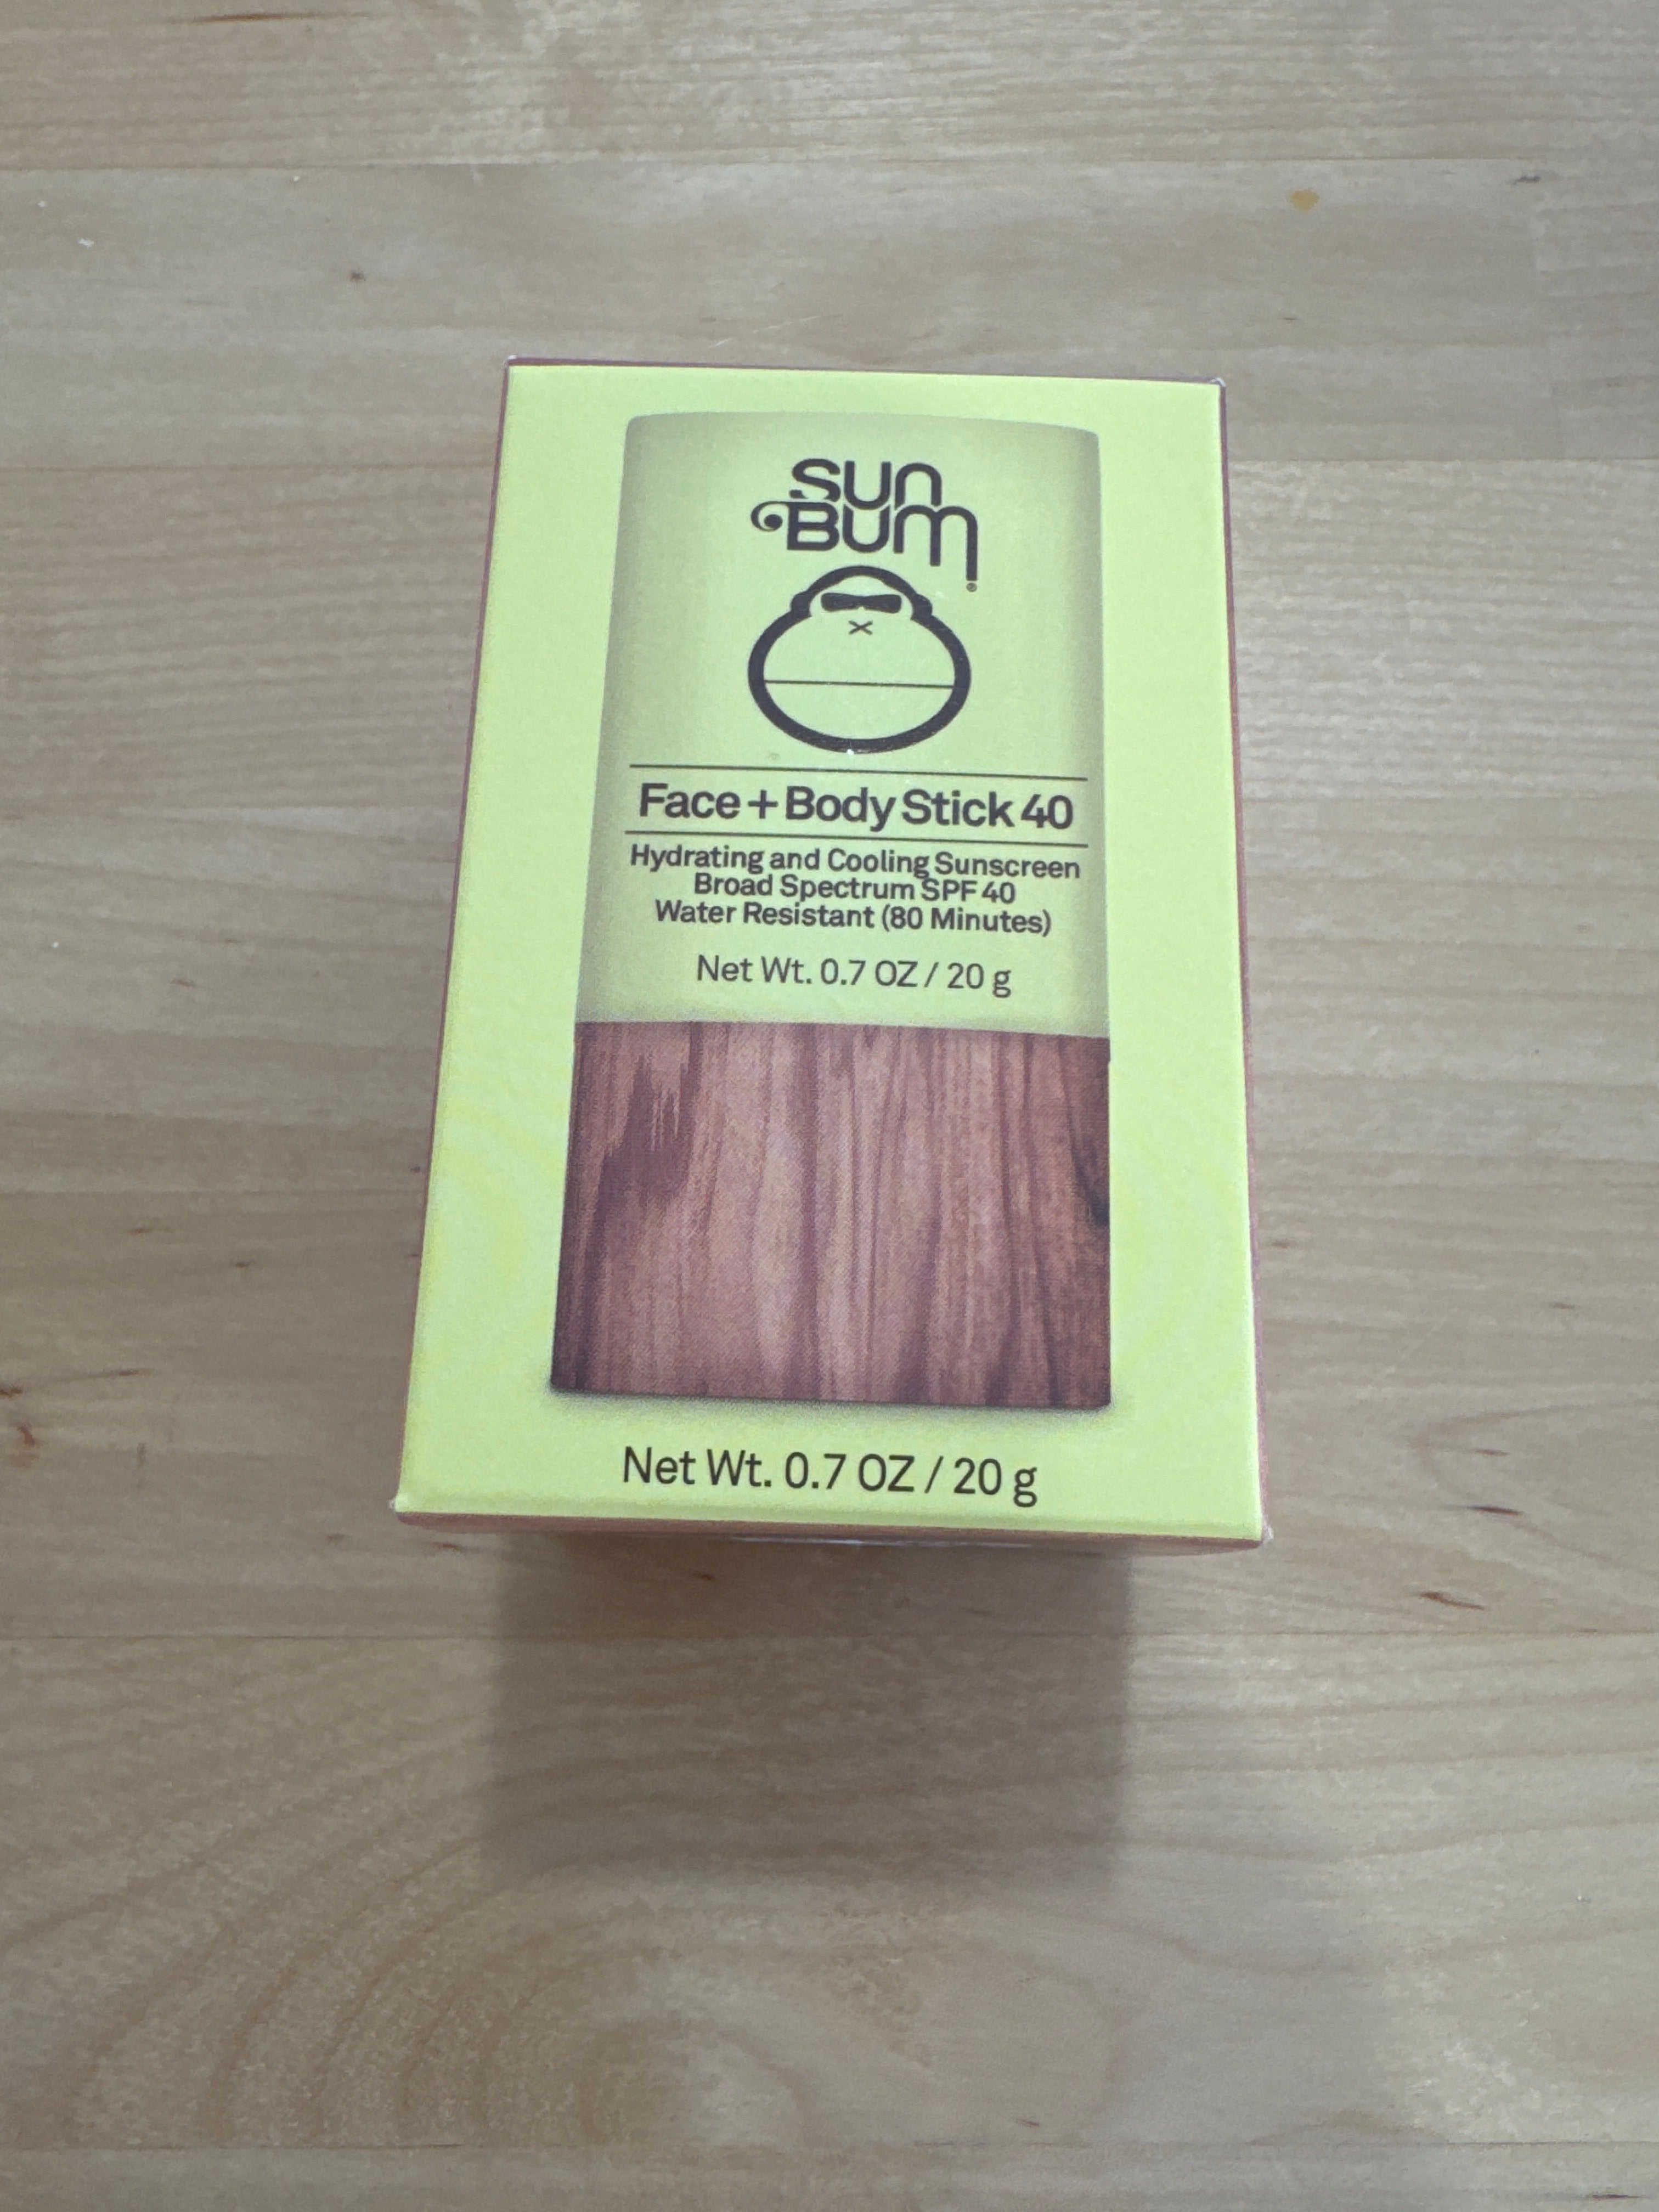 sun
Bum®
Face + Body Stick 40
Hydrating and Cooling Sunscreen
Broad Spectrum SPF 40
Water Resistant (80 Minutes)
Net Wt. 0.7 OZ / 20 g
Net Wt. 0.7 OZ / 20 g